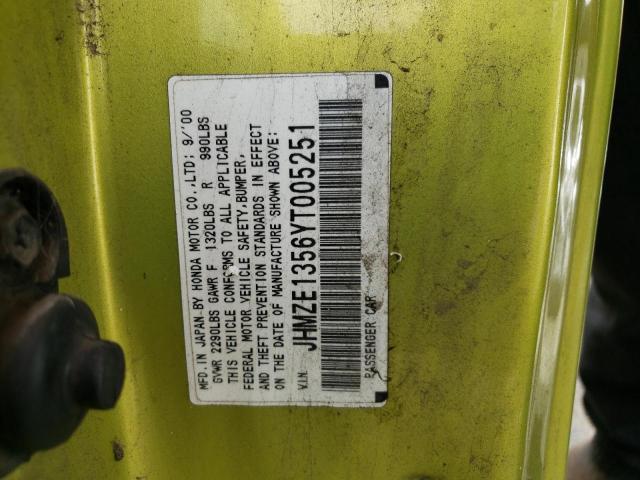 MFD.IN JAPAN-BY HONDA MOTOR CO.,LTD; 9/'00
GVWR 2290LBS GAWR F 1320LBS R 990LBS
THIS VEHICLE CONFORMS TO ALL APPLICABLE
FEDERAL MOTOR VEHICLE SAFETY,BUMPER,
AND THEFT PREVENTION STANDARDS IN EFFECT
ON THE DATE OF MANUFACTURE SHOWN ABOVE:
JHMZE1356YT005251
V.I.N. PASSENGER CAR